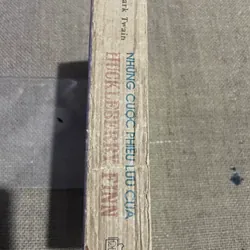 ark Twain
NHỮNG CUỘC PHIÊU LƯU CỦA
HUCKLEBERRY FINN